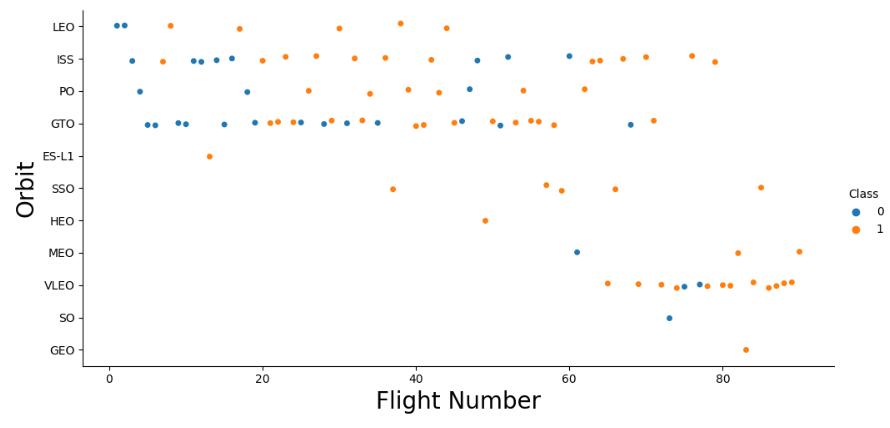 LEO
ISS
PO
GTO
ES-L1
SSO
HEO
MEO
VLEO
SO
GEO
Orbit
0 20 40 60 80
Flight Number
Class
0
1